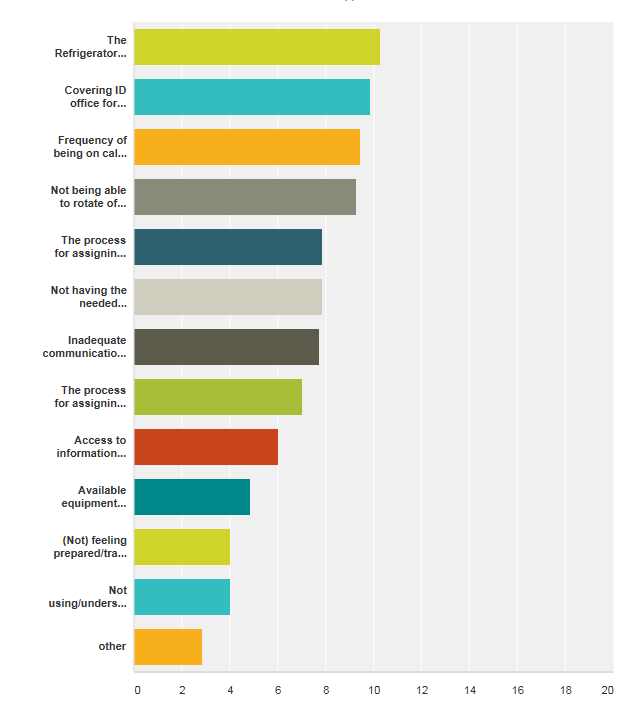 The
Refrigerator...
Covering ID
office for...
Frequency of
being on cal...
Not being able
to rotate of...
The process
for assignin...
Not having the
needed...
Inadequate
communicatio...
The process
for assignin...
Access to
information...
Available
equipment...
(Not) feeling
prepared/tra...
Not
using/unders...
other
0 2 4 6 8 10 12 14 16 18 20